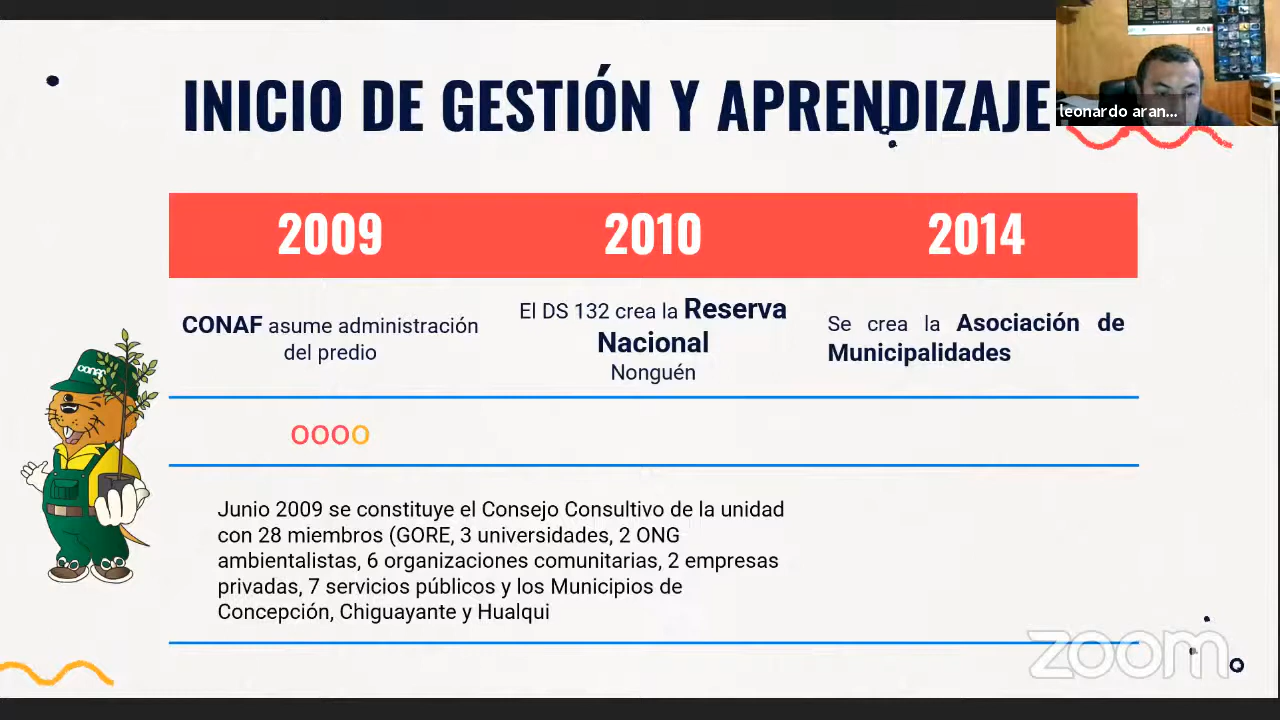 INICIO DE GESTIÓN Y APRENDIZAJE
leonardo aran...
2009 2010 2014
CONAF asume administración
del predio
El DS 132 crea la Reserva
Nacional
Nonguén
Se crea la Asociación de
Municipalidades
conaf
oooo
Junio 2009 se constituye el Consejo Consultivo de la unidad
con 28 miembros (GORE, 3 universidades, 2 ONG
ambientalistas, 6 organizaciones comunitarias, 2 empresas
privadas, 7 servicios públicos y los Municipios de
Concepción, Chiguayante y Hualqui
zoom